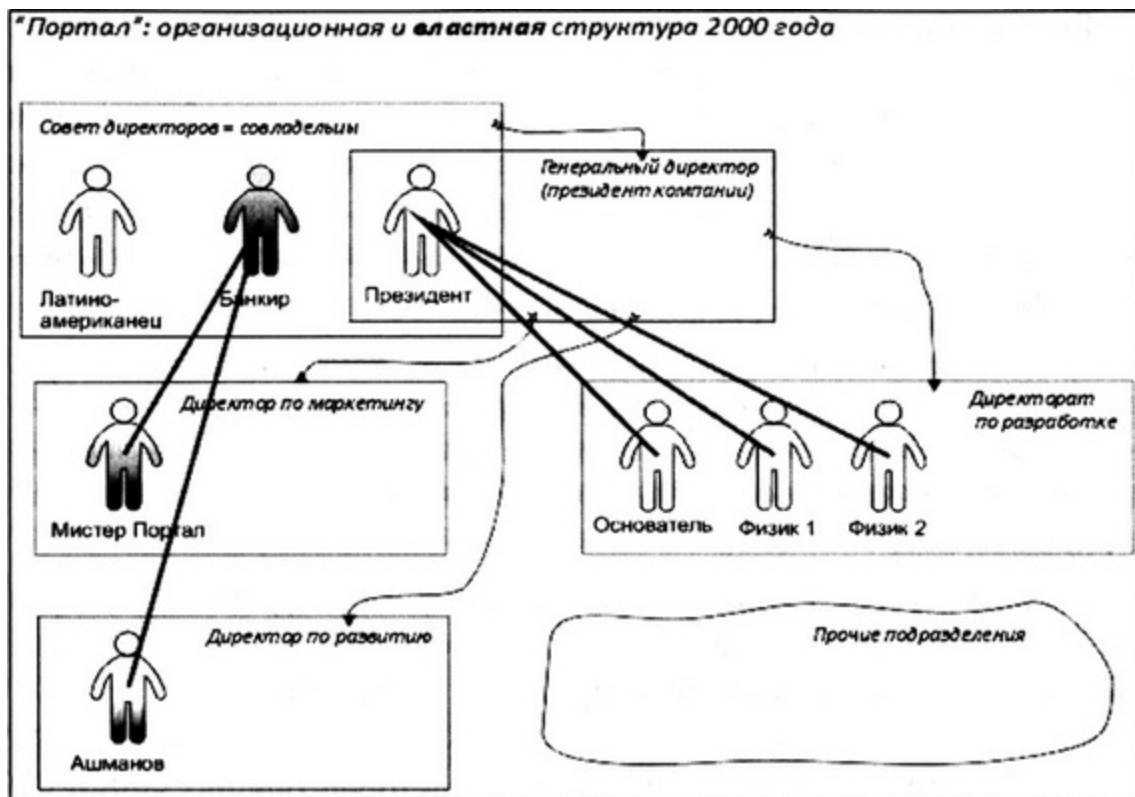 "Портал": организационная и властная структура 2000 года
Совет директоров = совладельцы
Генеральный директор
(президент компании)
Латино-
американец
Банкир
Президент
Директор по маркетингу
Мистер Портал
Директорат
по разработке
Основатель
Физик 1
Физик 2
Директор по развитию
Ашманов
Прочие подразделения